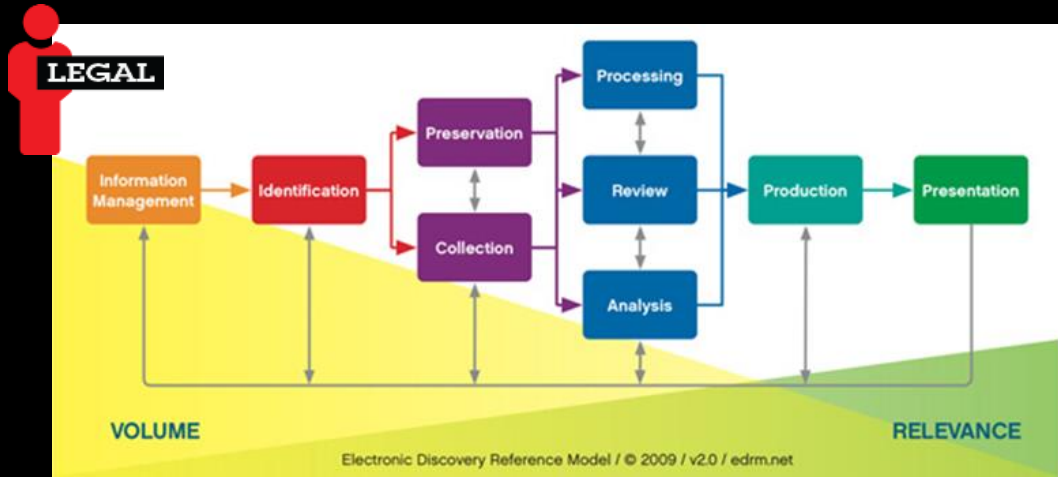 LEGAL
Information
Management
Identification
Preservation
Collection
Processing
Review
Analysis
Production
Presentation
VOLUME
RELEVANCE
Electronic Discovery Reference Model / © 2009 / v2.0 / edrm.net